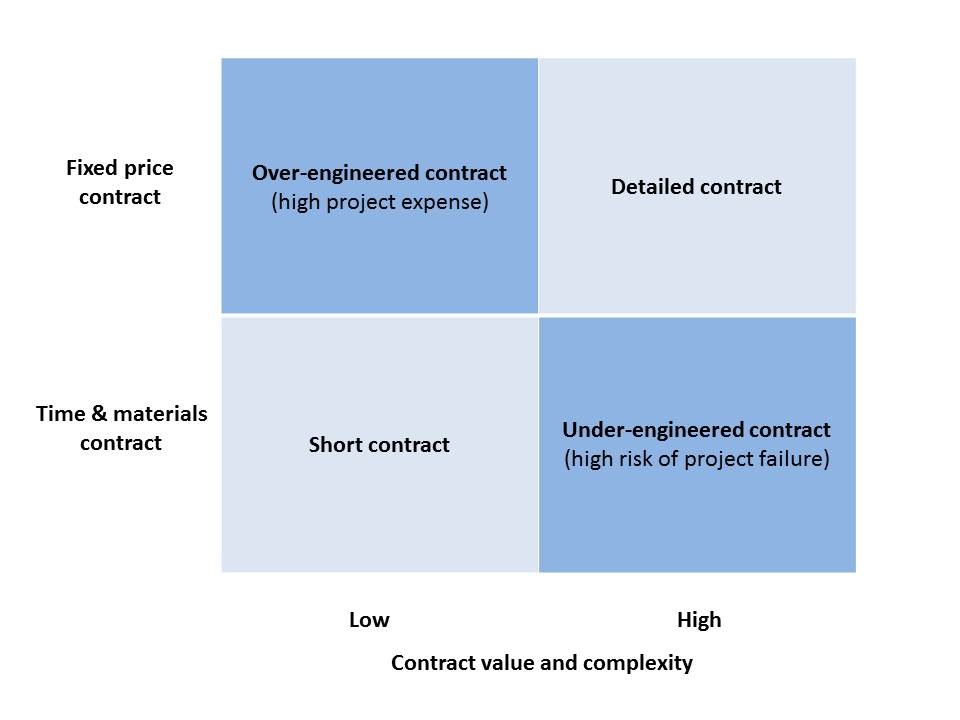 Fixed price
contract
Over-engineered contract
(high project expense)
Detailed contract
Time & materials
contract
Short contract
Under-engineered contract
(high risk of project failure)
Low
High
Contract value and complexity